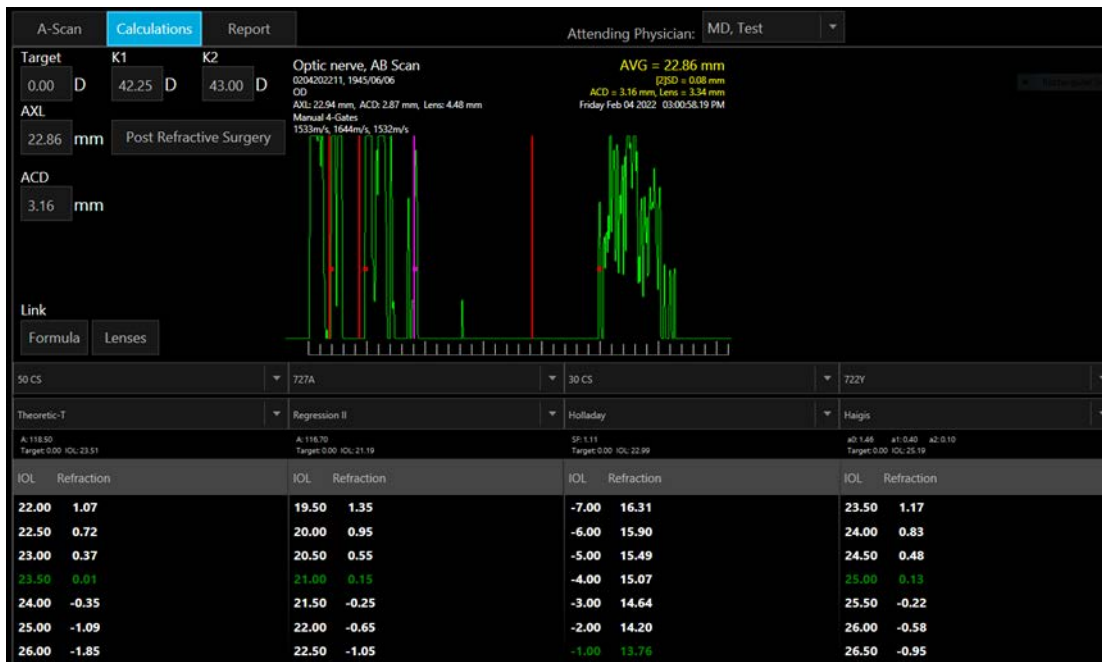 A-Scan Calculations Report
Attending Physician: MD, Test
Target K1 K2
0.00 D 42.25 D 43.00 D
AXL
22.86 mm Post Refractive Surgery
ACD
3.16 mm
Link
Formula Lenses
Optic nerve, AB Scan
0204202211, 1945/06/06
OD
AXL: 22.94 mm, ACD: 2.87 mm, Lens: 4.48 mm
Manual 4-Gates
1533m/s, 1644m/s, 1532m/s
AVG = 22.86 mm
[2]SD = 0.08 mm
ACD = 3.16 mm, Lens = 3.34 mm
Friday Feb 04 2022 03:00:58.19 PM
50 CS 727A 30 CS 722Y
Theoretic-T Regression II Holladay Haigis
A: 118.50 A: 116.70 SF: 1.11 a0: 1.46 a1: 0.40 a2: 0.10
Target: 0.00 IOL: 23.51 Target: 0.00 IOL: 21.19 Target: 0.00 IOL: 22.99 Target: 0.00 IOL: 25.19
IOL Refraction IOL Refraction IOL Refraction IOL Refraction
22.00 1.07 19.50 1.35 -7.00 16.31 23.50 1.17
22.50 0.72 20.00 0.95 -6.00 15.90 24.00 0.83
23.00 0.37 20.50 0.55 -5.00 15.49 24.50 0.48
23.50 0.01 21.00 0.15 -4.00 15.07 25.00 0.13
24.00 -0.35 21.50 -0.25 -3.00 14.64 25.50 -0.22
25.00 -1.09 22.00 -0.65 -2.00 14.20 26.00 -0.58
26.00 -1.85 22.50 -1.05 -1.00 13.76 26.50 -0.95